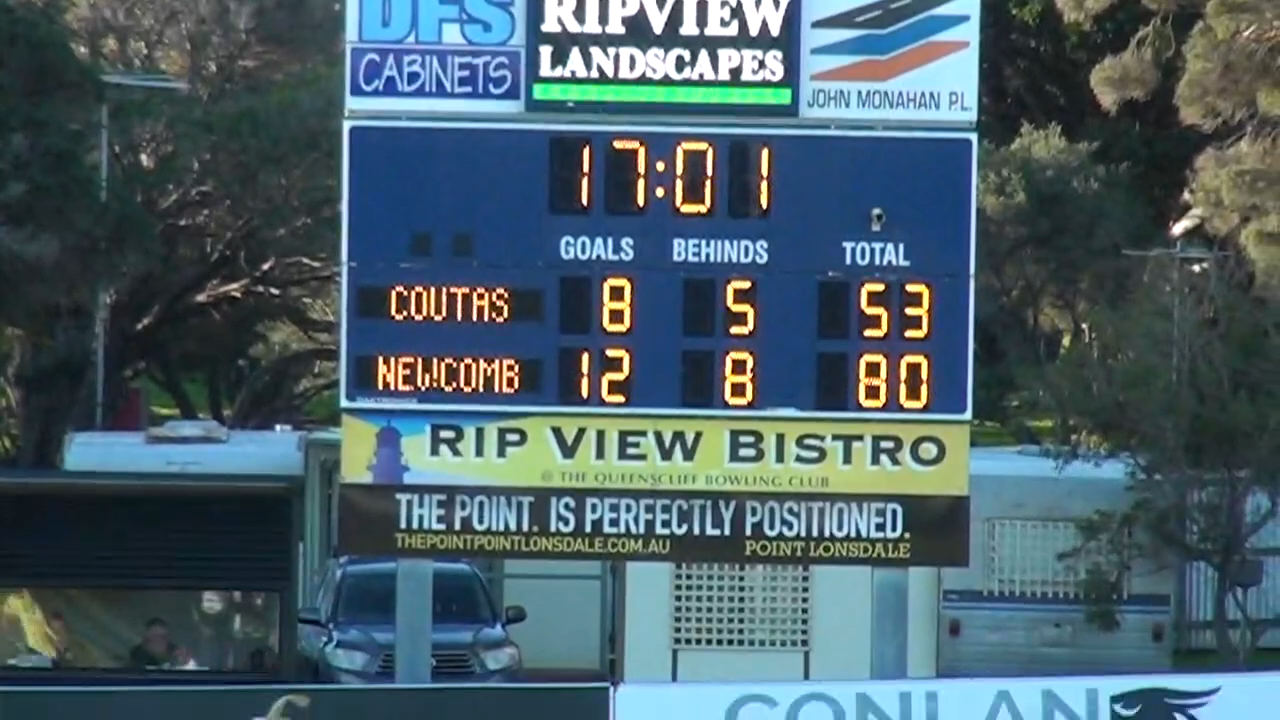 DFS
CABINETS
RIPVIEW
LANDSCAPES
JOHN MONAHAN P.L.
17:01
GOALS BEHINDS TOTAL
COUTAS 8 5 53
NEWCOMB 12 8 80
RIP VIEW BISTRO
@ THE QUEENSCLIFF BOWLING CLUB
THE POINT. IS PERFECTLY POSITIONED.
THEPOINTPOINTLONSDALE.COM.AU POINT LONSDALE
CONLAN